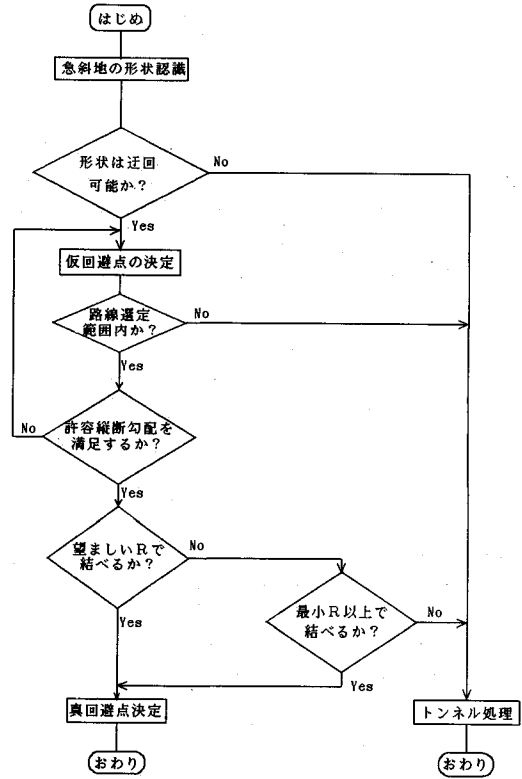 はじめ
急斜地の形状認識
形状は迂回
可能か？
No
Yes
仮回避点の決定
路線選定
範囲内か？
No
Yes
許容縦断勾配を
満足するか？
No
Yes
望ましいＲで
結べるか？
No
最小Ｒ以上で
結べるか？
No
Yes
Yes
真回避点決定
トンネル処理
おわり
おわり